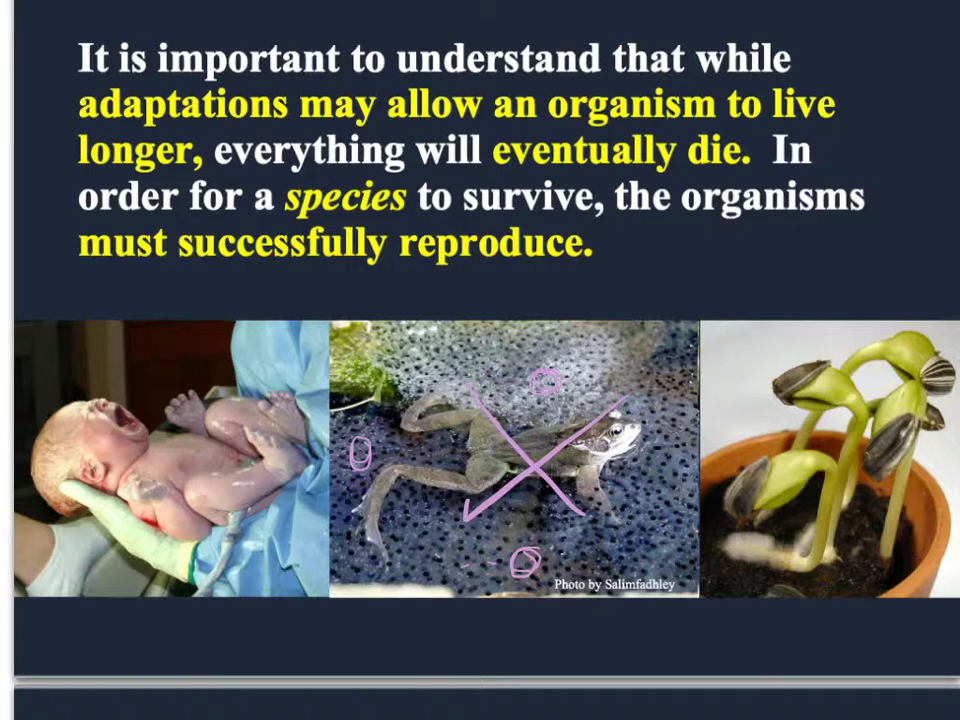 It is important to understand that while
adaptations may allow an organism to live
longer, everything will eventually die.  In
order for a species to survive, the organisms
must successfully reproduce.
Photo by Salimfadhley